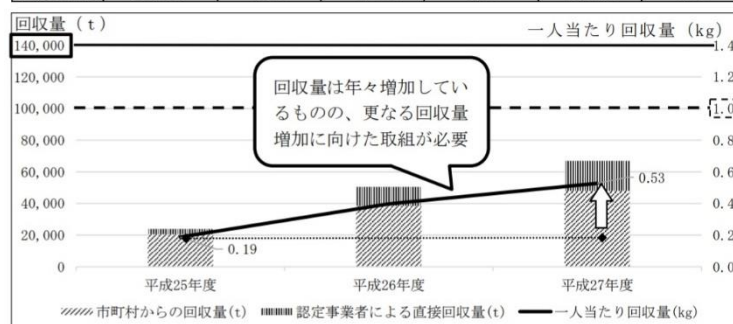 回収量(t)
一人当たり回収量(kg)
140,000
120,000
100,000
80,000
60,000
40,000
20,000
0
回収量は年々増加してい
るものの、更なる回収量
増加に向けた取組が必要
0.53
0.19
1.4
1.2
1.0
0.8
0.6
0.4
0.2
0.0
平成25年度
平成26年度
平成27年度
市町村からの回収量(t)
認定事業者による直接回収量(t)
一人当たり回収量(kg)